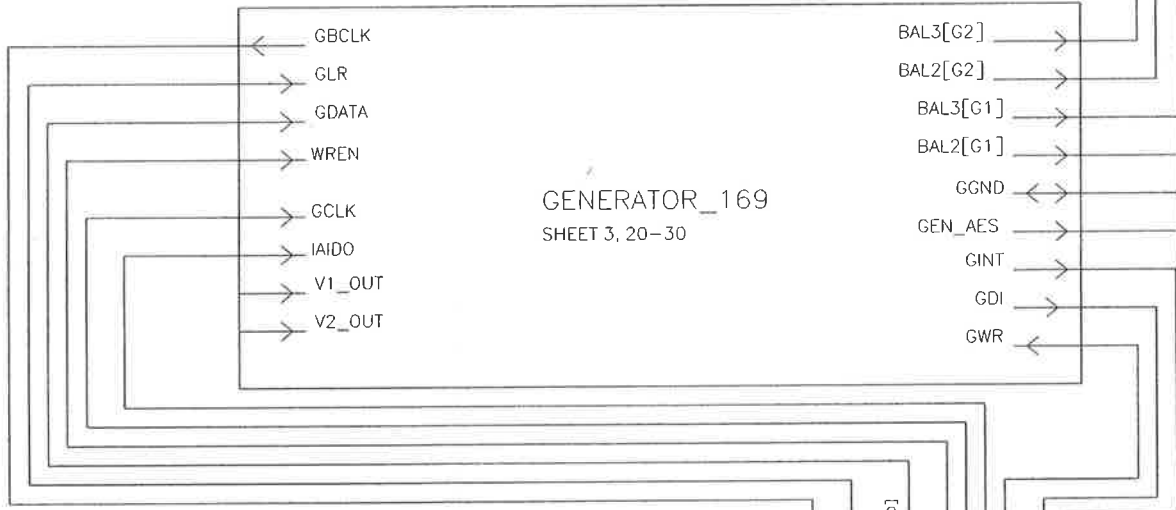 GBCLK
GLR
GDATA
WREN
GCLK
IAIDO
V1_OUT
V2_OUT
GENERATOR_169
SHEET 3, 20-30
BAL3[G2]
BAL2[G2]
BAL3[G1]
BAL2[G1]
GGND
GEN_AES
GINT
GDI
GWR